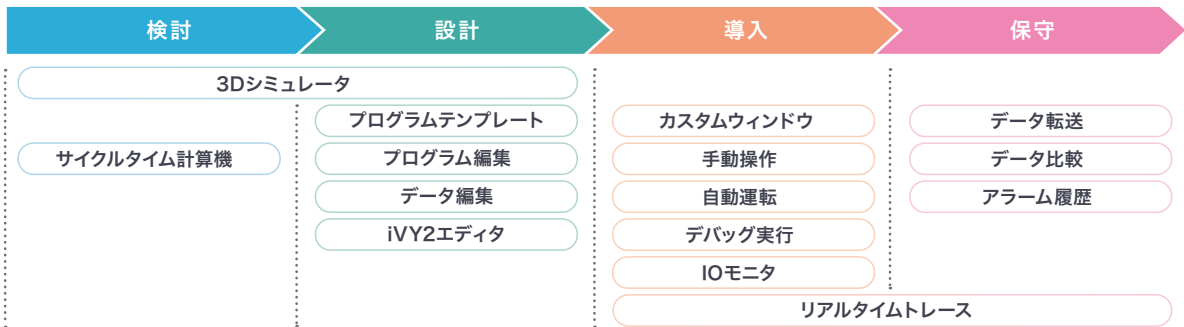 検討
設計
導入
保守
3Dシミュレータ
プログラムテンプレート
カスタムウィンドウ
データ転送
サイクルタイム計算機
プログラム編集
手動操作
データ比較
データ編集
自動運転
アラーム履歴
iVY2エディタ
デバッグ実行
IOモニタ
リアルタイムトレース